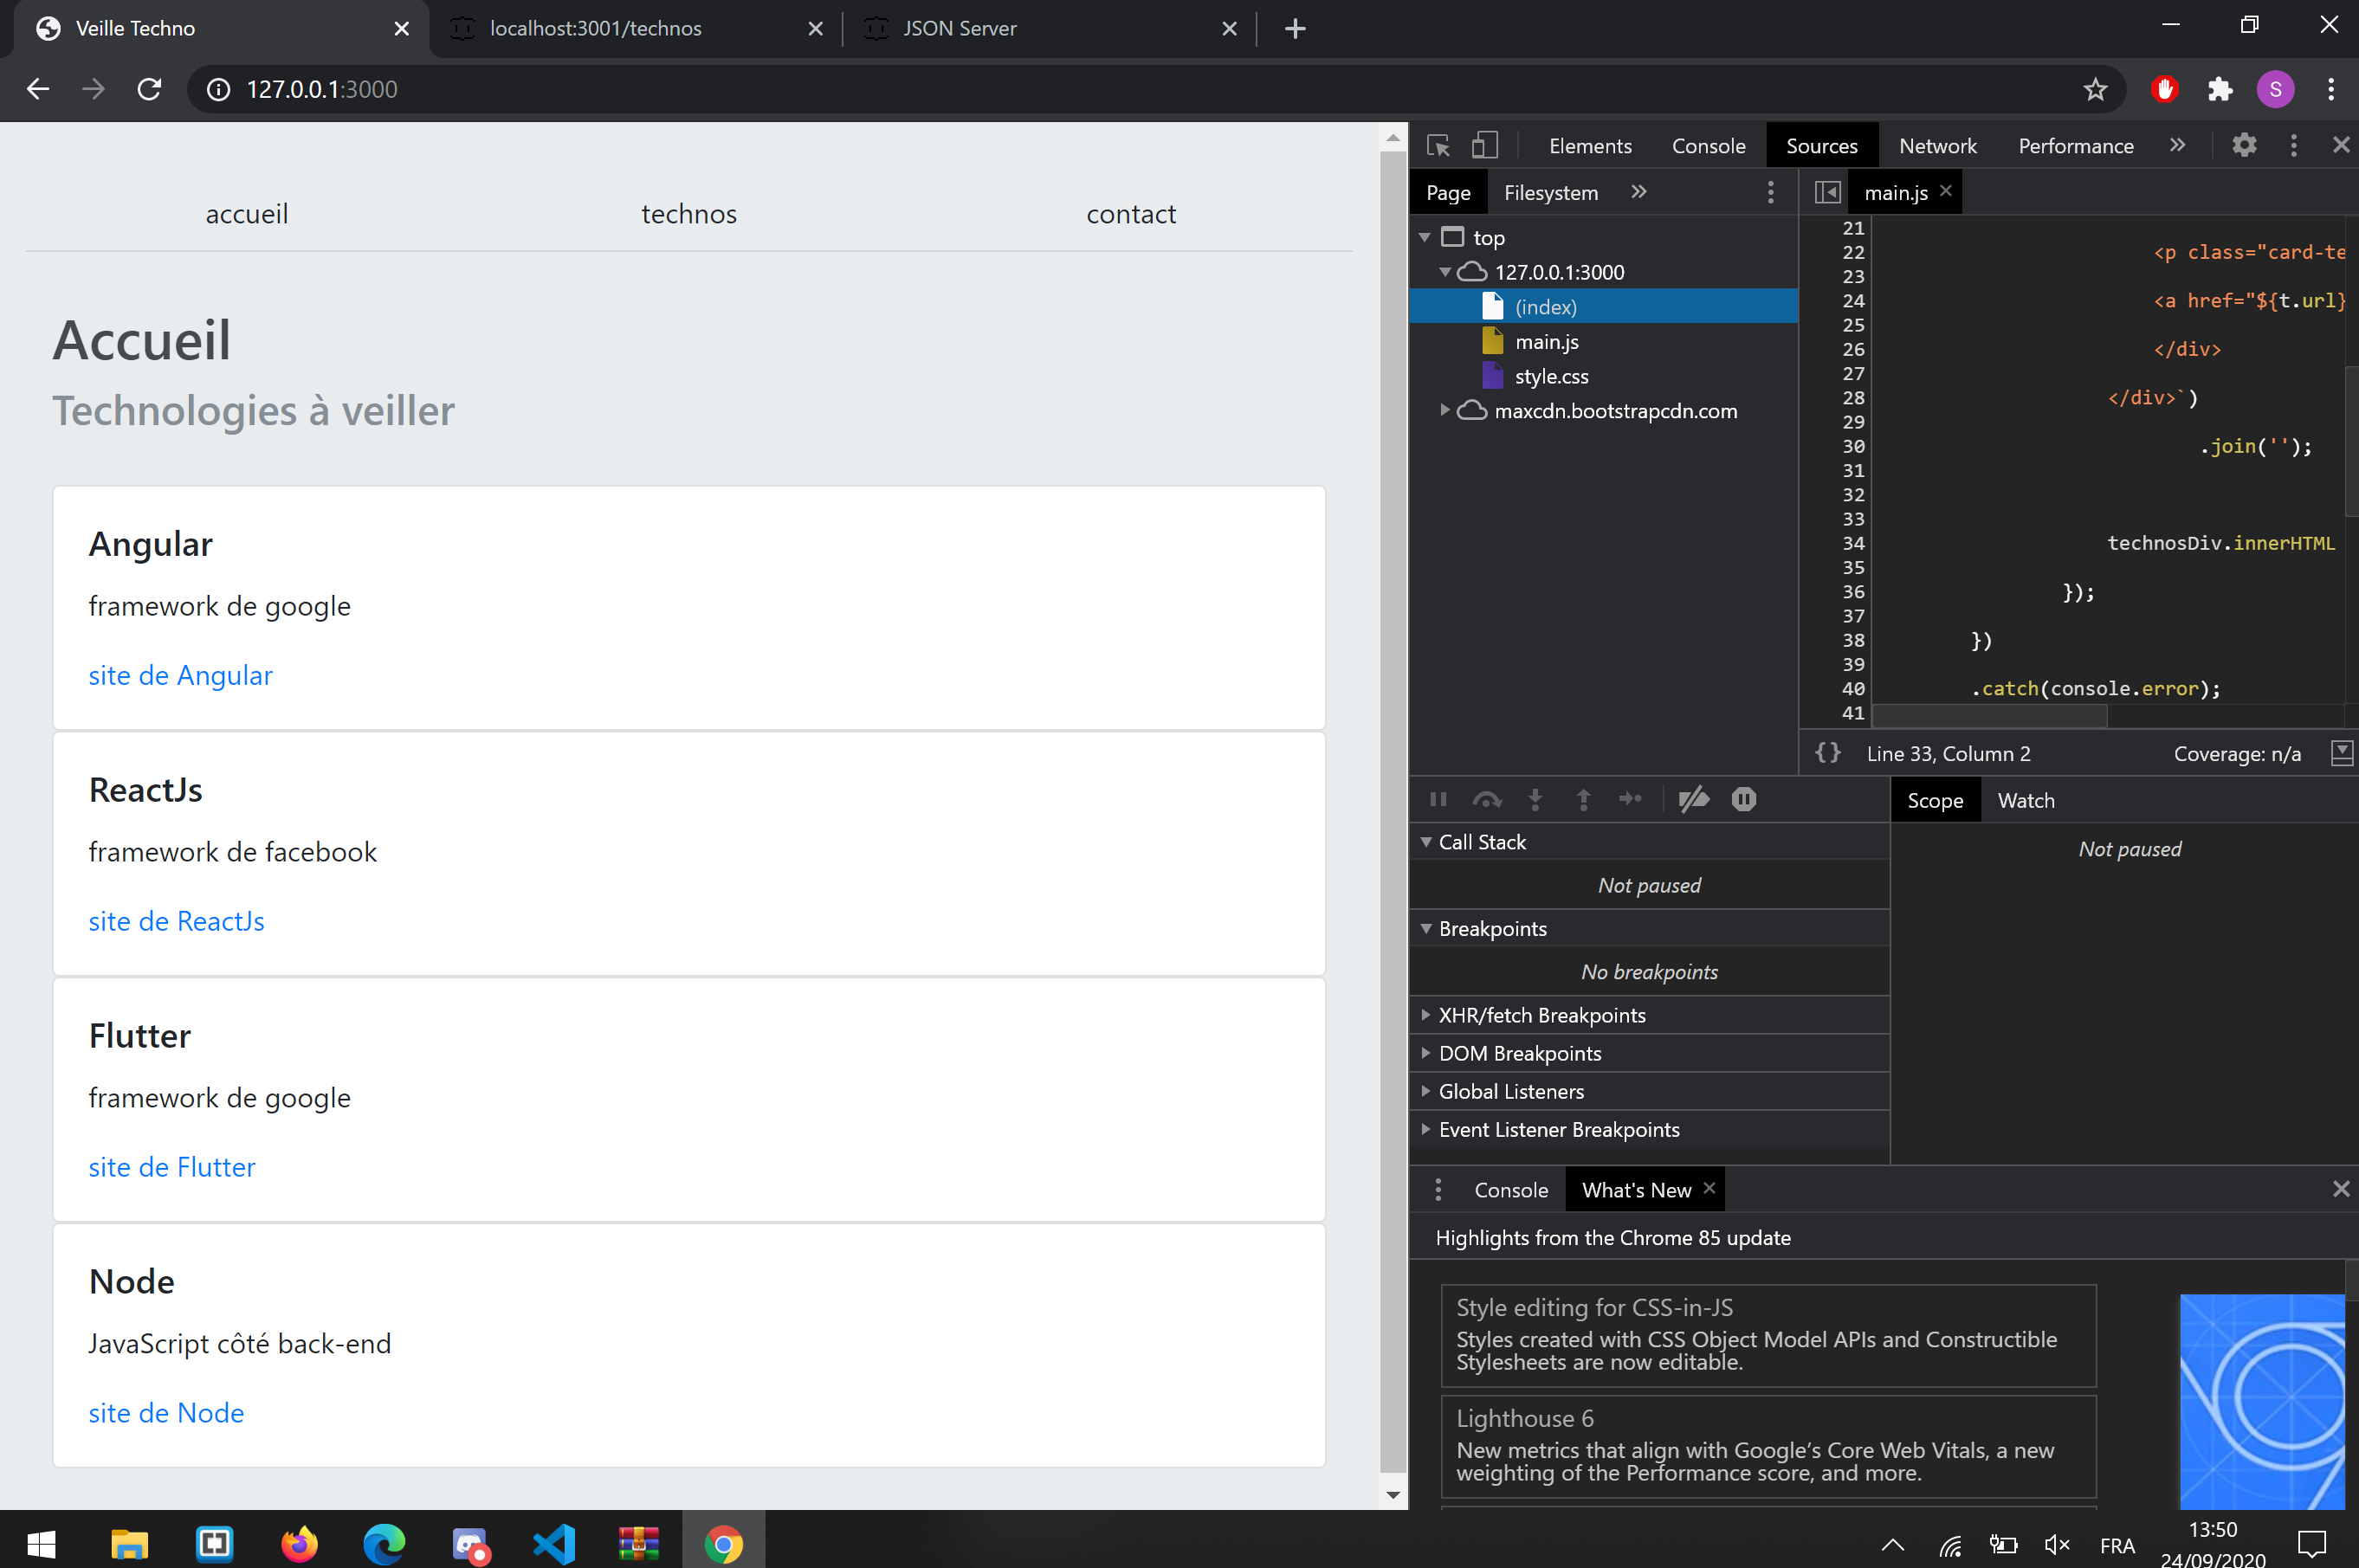 Veille Techno
localhost:3001/technos
JSON Server
127.0.0.1:3000
S
accueil
technos
contact
Accueil
Technologies à veiller
Angular
framework de google
site de Angular
ReactJs
framework de facebook
site de ReactJs
Flutter
framework de google
site de Flutter
Node
JavaScript côté back-end
site de Node
Elements
Console
Sources
Network
Performance
Page
Filesystem
main.js
top
127.0.0.1:3000
(index)
main.js
style.css
maxcdn.bootstrapcdn.com
21
22 <p class="card-te
23
24 <a href="${t.url}
25
26 </div>
27
28 </div>`)
29
30 .join('');
31
32
33
34 technosDiv.innerHTML
35
36 });
37
38 })
39
40 .catch(console.error);
41
{} Line 33, Column 2
Coverage: n/a
Scope
Watch
Not paused
Call Stack
Not paused
Breakpoints
No breakpoints
XHR/fetch Breakpoints
DOM Breakpoints
Global Listeners
Event Listener Breakpoints
Console
What's New
Highlights from the Chrome 85 update
Style editing for CSS-in-JS
Styles created with CSS Object Model APIs and Constructible
Stylesheets are now editable.
Lighthouse 6
New metrics that align with Google's Core Web Vitals, a new
weighting of the Performance score, and more.
FRA
13:50
24/09/2020